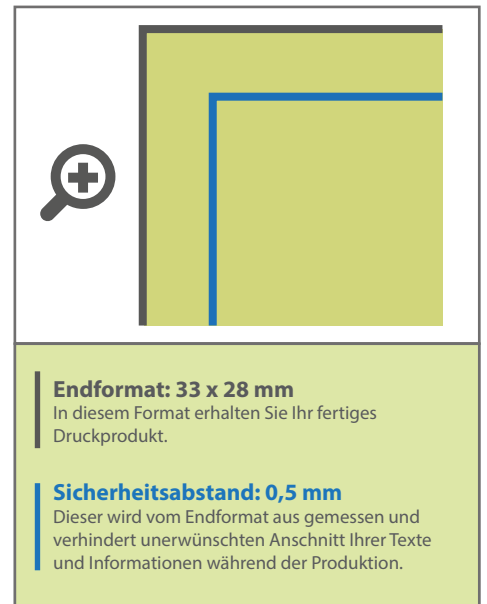 Endformat: 33 x 28 mm
In diesem Format erhalten Sie Ihr fertiges
Druckprodukt.
Sicherheitsabstand: 0,5 mm
Dieser wird vom Endformat aus gemessen und
verhindert unerwünschten Anschnitt Ihrer Texte
und Informationen während der Produktion.